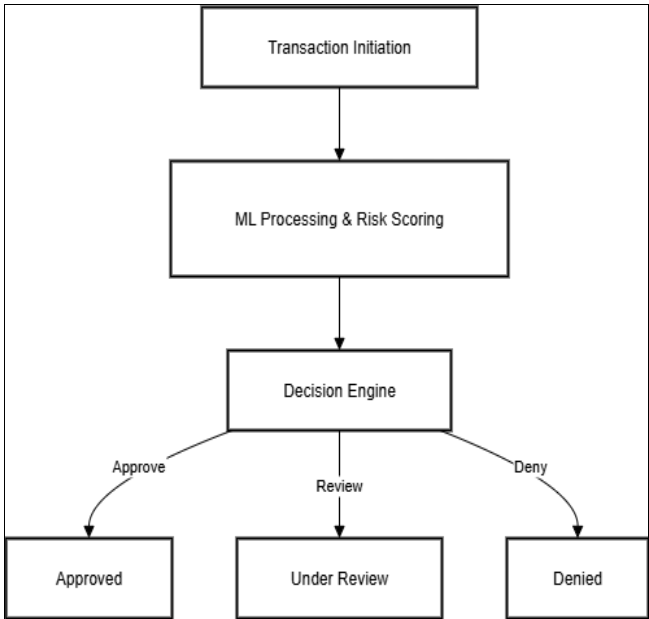 Transaction Initiation
ML Processing & Risk Scoring
Decision Engine
Approve
Review
Deny
Approved
Under Review
Denied